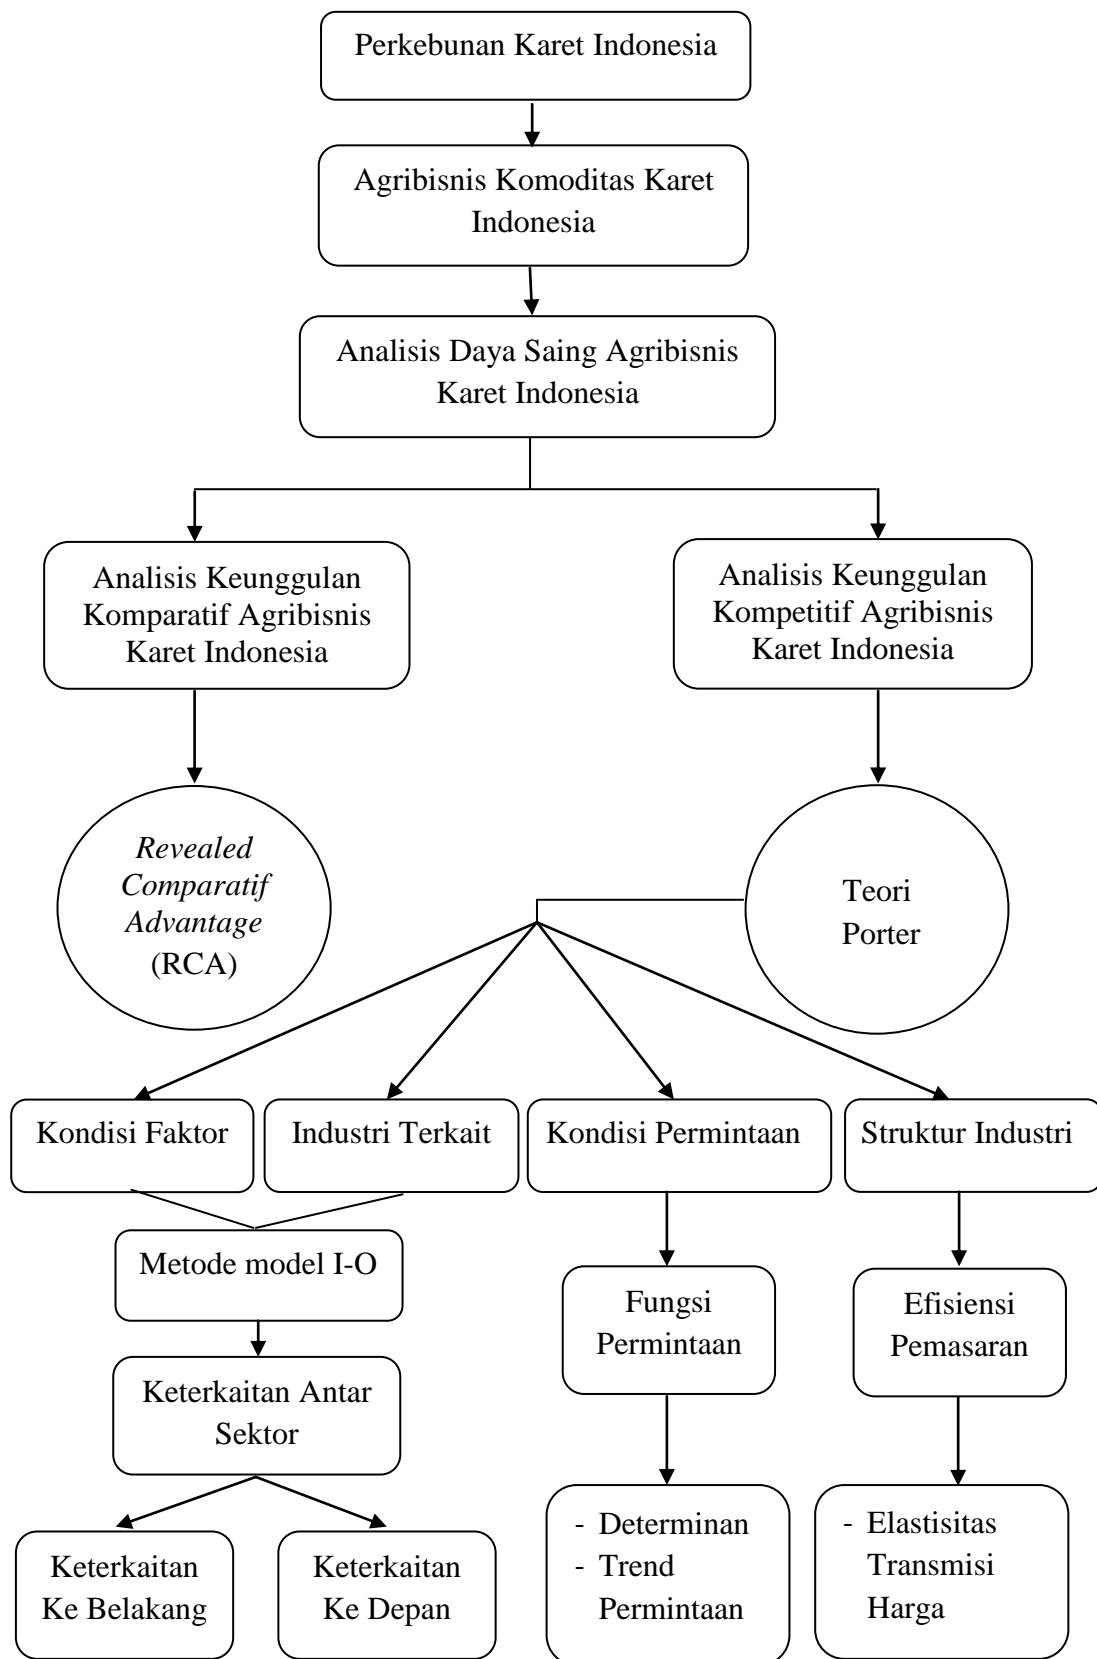 Perkebunan Karet Indonesia
Agribisnis Komoditas Karet
Indonesia
Analisis Daya Saing Agribisnis
Karet Indonesia
Analisis Keunggulan
Komparatif Agribisnis
Karet Indonesia
Analisis Keunggulan
Kompetitif Agribisnis
Karet Indonesia
Revealed
Comparatif
Advantage
(RCA)
Teori
Porter
Kondisi Faktor
Industri Terkait
Kondisi Permintaan
Struktur Industri
Metode model I-O
Fungsi
Permintaan
Efisiensi
Pemasaran
Keterkaitan Antar
Sektor
Keterkaitan
Ke Belakang
Keterkaitan
Ke Depan
- Determinan
- Trend
Permintaan
- Elastisitas
Transmisi
Harga